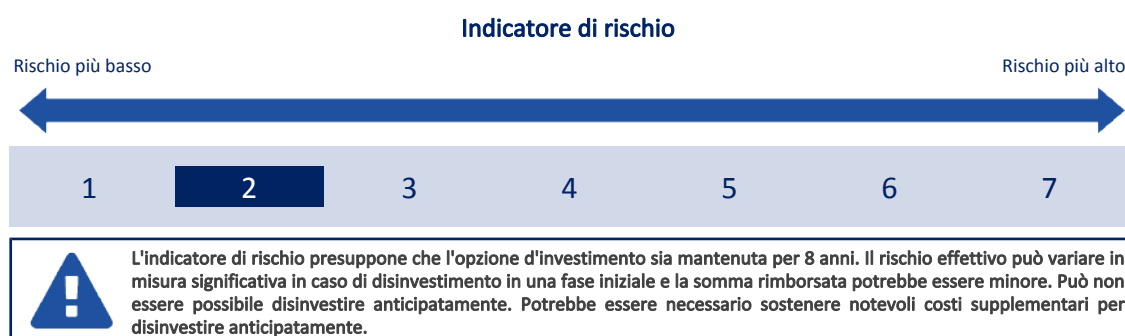 Indicatore di rischio
Rischio più basso
Rischio più alto
1 2 3 4 5 6 7
L'indicatore di rischio presuppone che l'opzione d'investimento sia mantenuta per 8 anni. Il rischio effettivo può variare in
misura significativa in caso di disinvestimento in una fase iniziale e la somma rimborsata potrebbe essere minore. Può non
essere possibile disinvestire anticipatamente. Potrebbe essere necessario sostenere notevoli costi supplementari per
disinvestire anticipatamente.